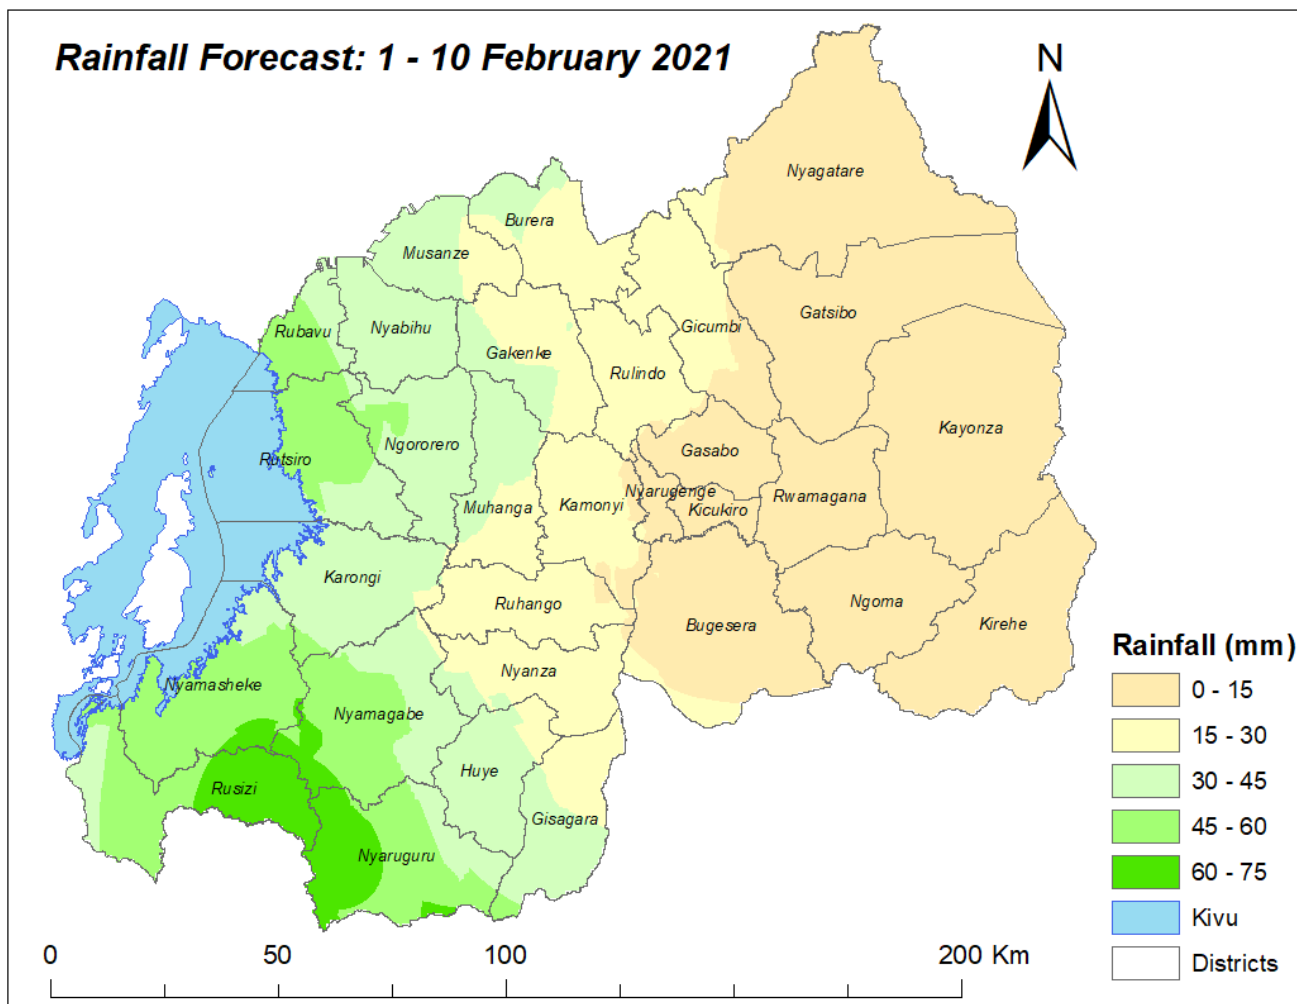 Rainfall Forecast: 1 - 10 February 2021
N
Nyagatare
Burera
Musanze
Rubavu
Nyabihu
Gatsibo
Gicumbi
Gakenke
Rulindo
Kayonza
Ngororero
Gasabo
Rutsiro
Nyarugenge
Rwamagana
Muhanga
Kamonyi
Kicukiro
Karongi
Ruhango
Ngoma
Bugesera
Kirehe
Nyanza
Nyamasheke
Nyamagabe
Huye
Rusizi
Gisagara
Nyaruguru
Rainfall (mm)
0 - 15
15 - 30
30 - 45
45 - 60
60 - 75
Kivu
Districts
0 50 100 200 Km